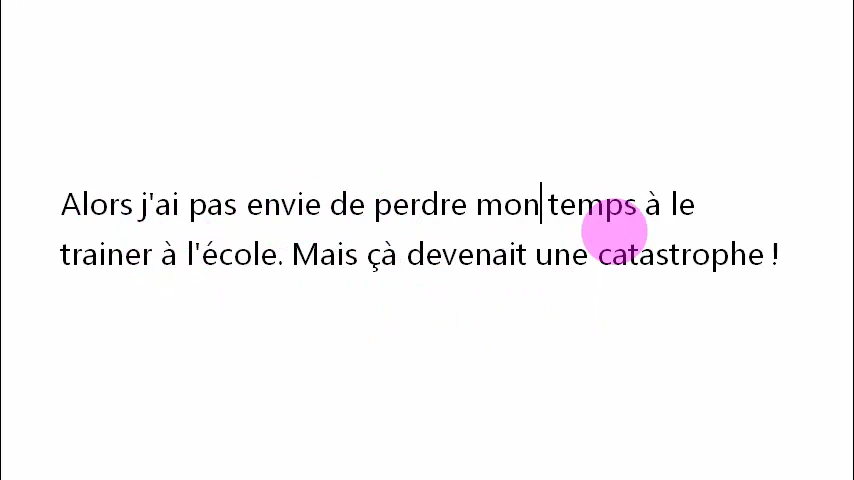 Alors j'ai pas envie de perdre mon temps à le
trainer à l'école. Mais çà devenait une catastrophe !